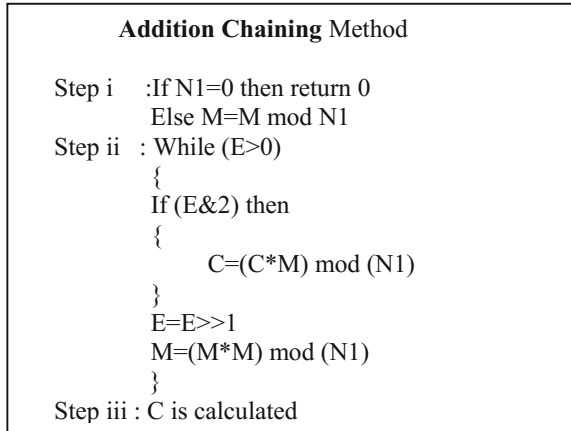 Addition Chaining Method
Step i :If N1=0 then return 0
Else M=M mod N1
Step ii : While (E>0)
{
If (E&2) then
{
C=(C*M) mod (N1)
}
E=E>>1
M=(M*M) mod (N1)
}
Step iii : C is calculated